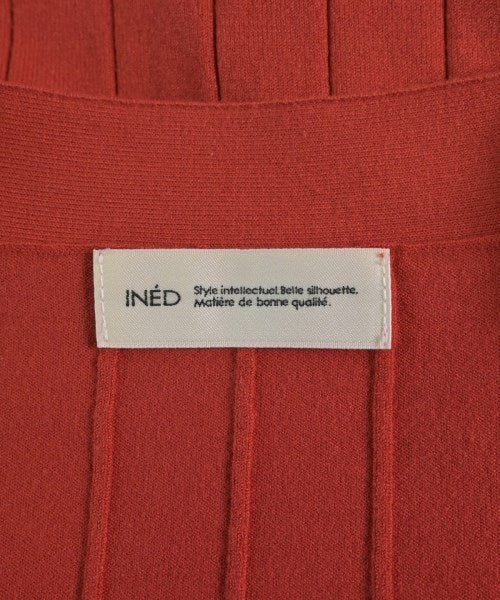 INÉD
Style intellectuel.Belle silhouette.
Matière de bonne qualité.